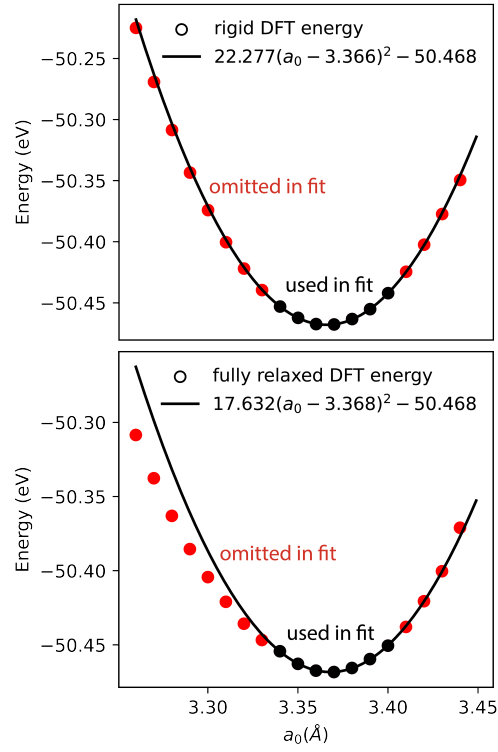 rigid DFT energy
22.277(a₀ − 3.366)² − 50.468
−50.25
−50.30
−50.35
−50.40
−50.45
Energy (eV)
omitted in fit
used in fit
fully relaxed DFT energy
17.632(a₀ − 3.368)² − 50.468
−50.30
−50.35
−50.40
−50.45
Energy (eV)
omitted in fit
used in fit
3.30 3.35 3.40 3.45
a₀(Å)